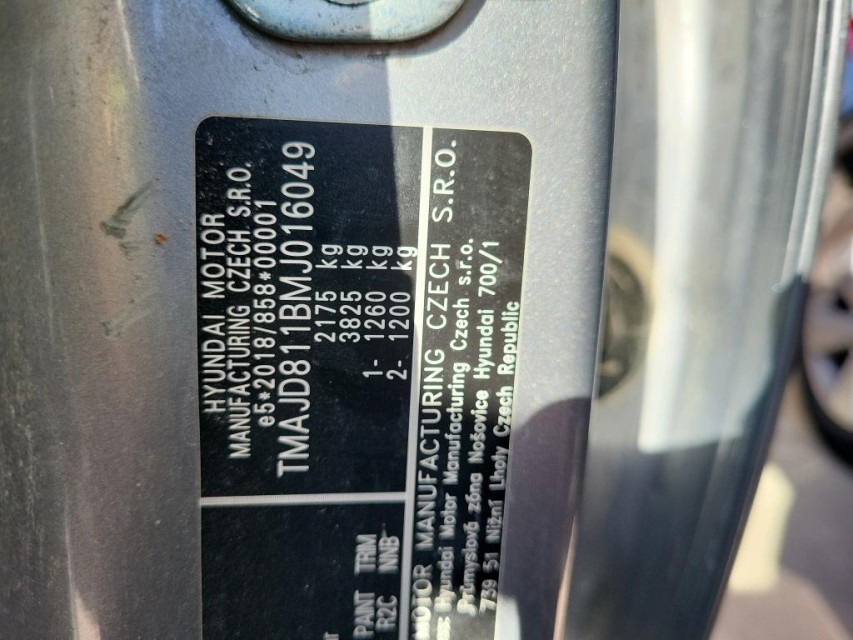 HYUNDAI MOTOR
MANUFACTURING CZECH S.R.O.
e5*2018/858*00001
TMAJD811BMJ016049
2175 kg
3825 kg
1- 1260 kg
2- 1200 kg
PAINT TRIM
R2C NNB
MOTOR MANUFACTURING CZECH S.R.O.
Hyundai Motor Manufacturing Czech s.r.o.
Průmyslová zóna Nošovice Hyundai 700/1
739 51 Nižní Lhoty Czech Republic